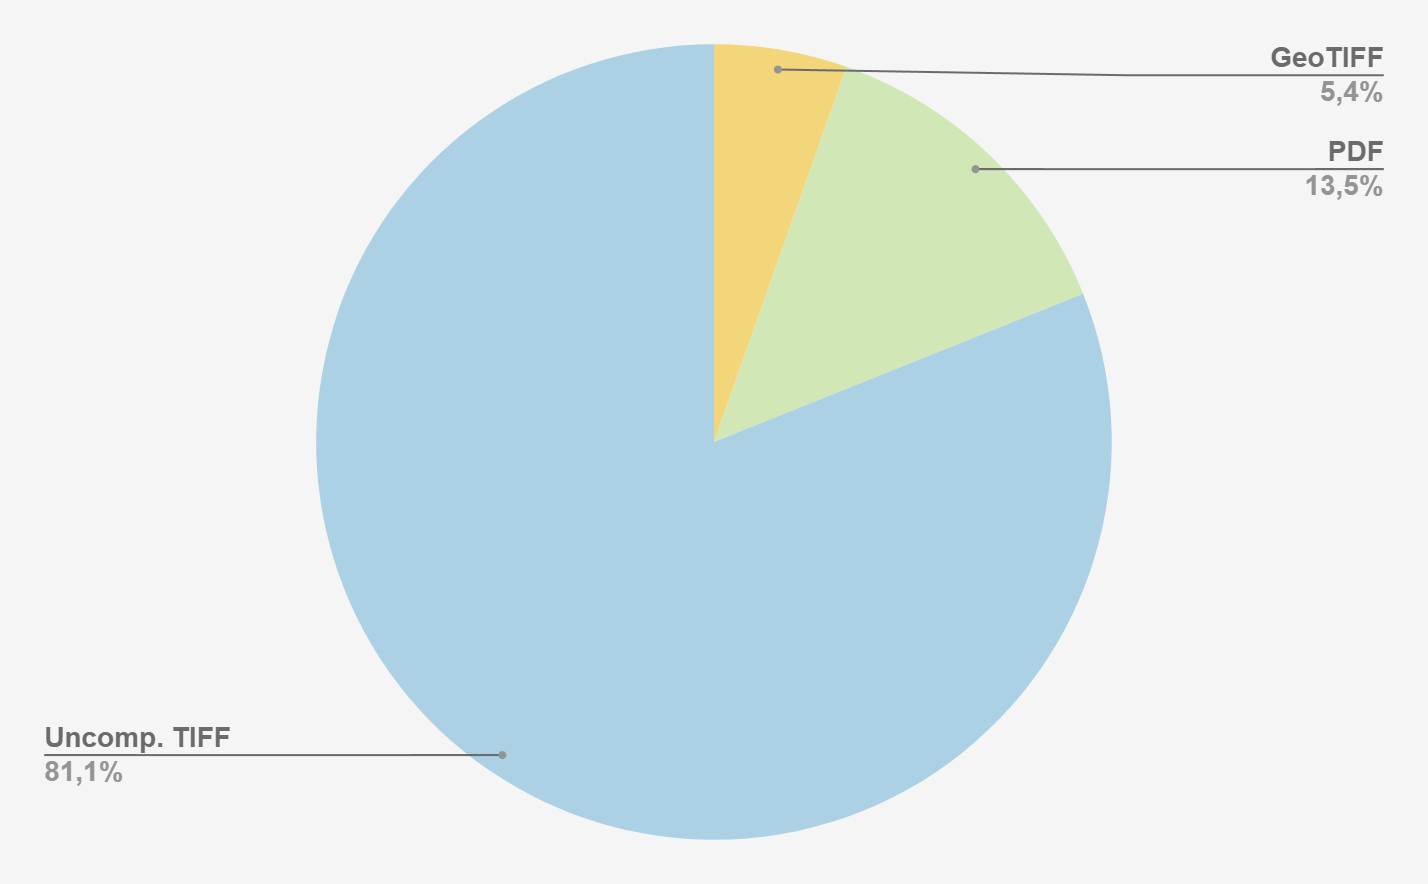 GeoTIFF
5,4%
PDF
13,5%
Uncomp. TIFF
81,1%